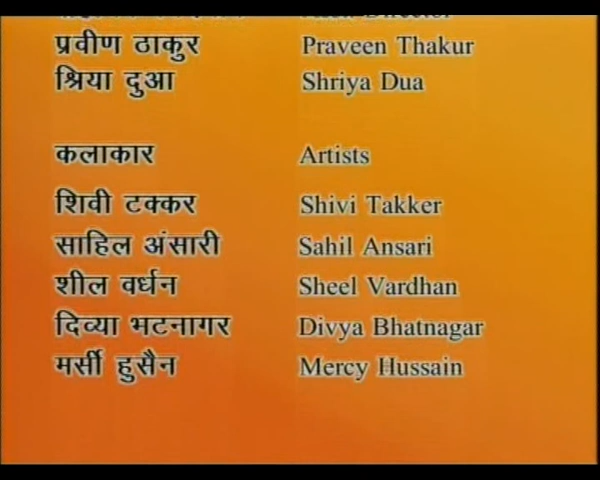 प्रवीण ठाकुर Praveen Thakur
श्रिया दुआ Shriya Dua
कलाकार Artists
शिवी टक्कर Shivi Takker
साहिल अंसारी Sahil Ansari
शील वर्धन Sheel Vardhan
दिव्या भटनागर Divya Bhatnagar
मर्सी हुसैन Mercy Hussain